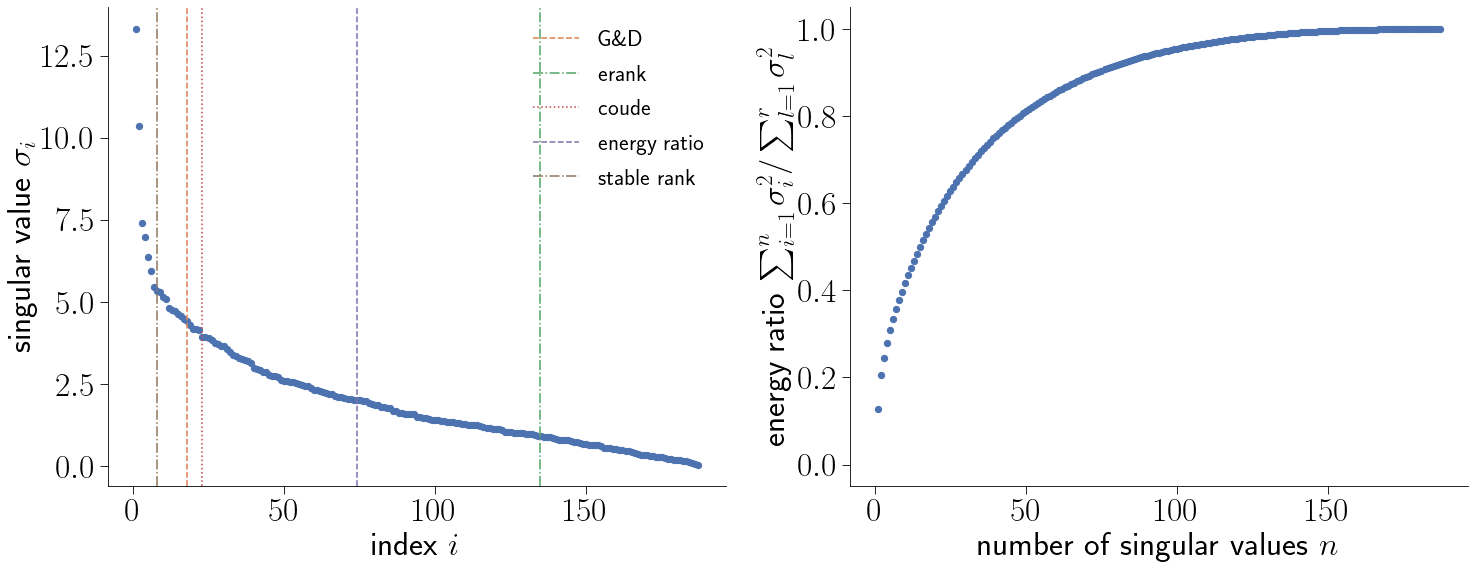 singular value σ_i
12.5
10.0
7.5
5.0
2.5
0.0
0
50
100
150
index i
G&D
erank
coude
energy ratio
stable rank
energy ratio ∑_{i=1}^{n} σ_i^2 / ∑_{l=1}^{r} σ_l^2
1.0
0.8
0.6
0.4
0.2
0.0
0
50
100
150
number of singular values n